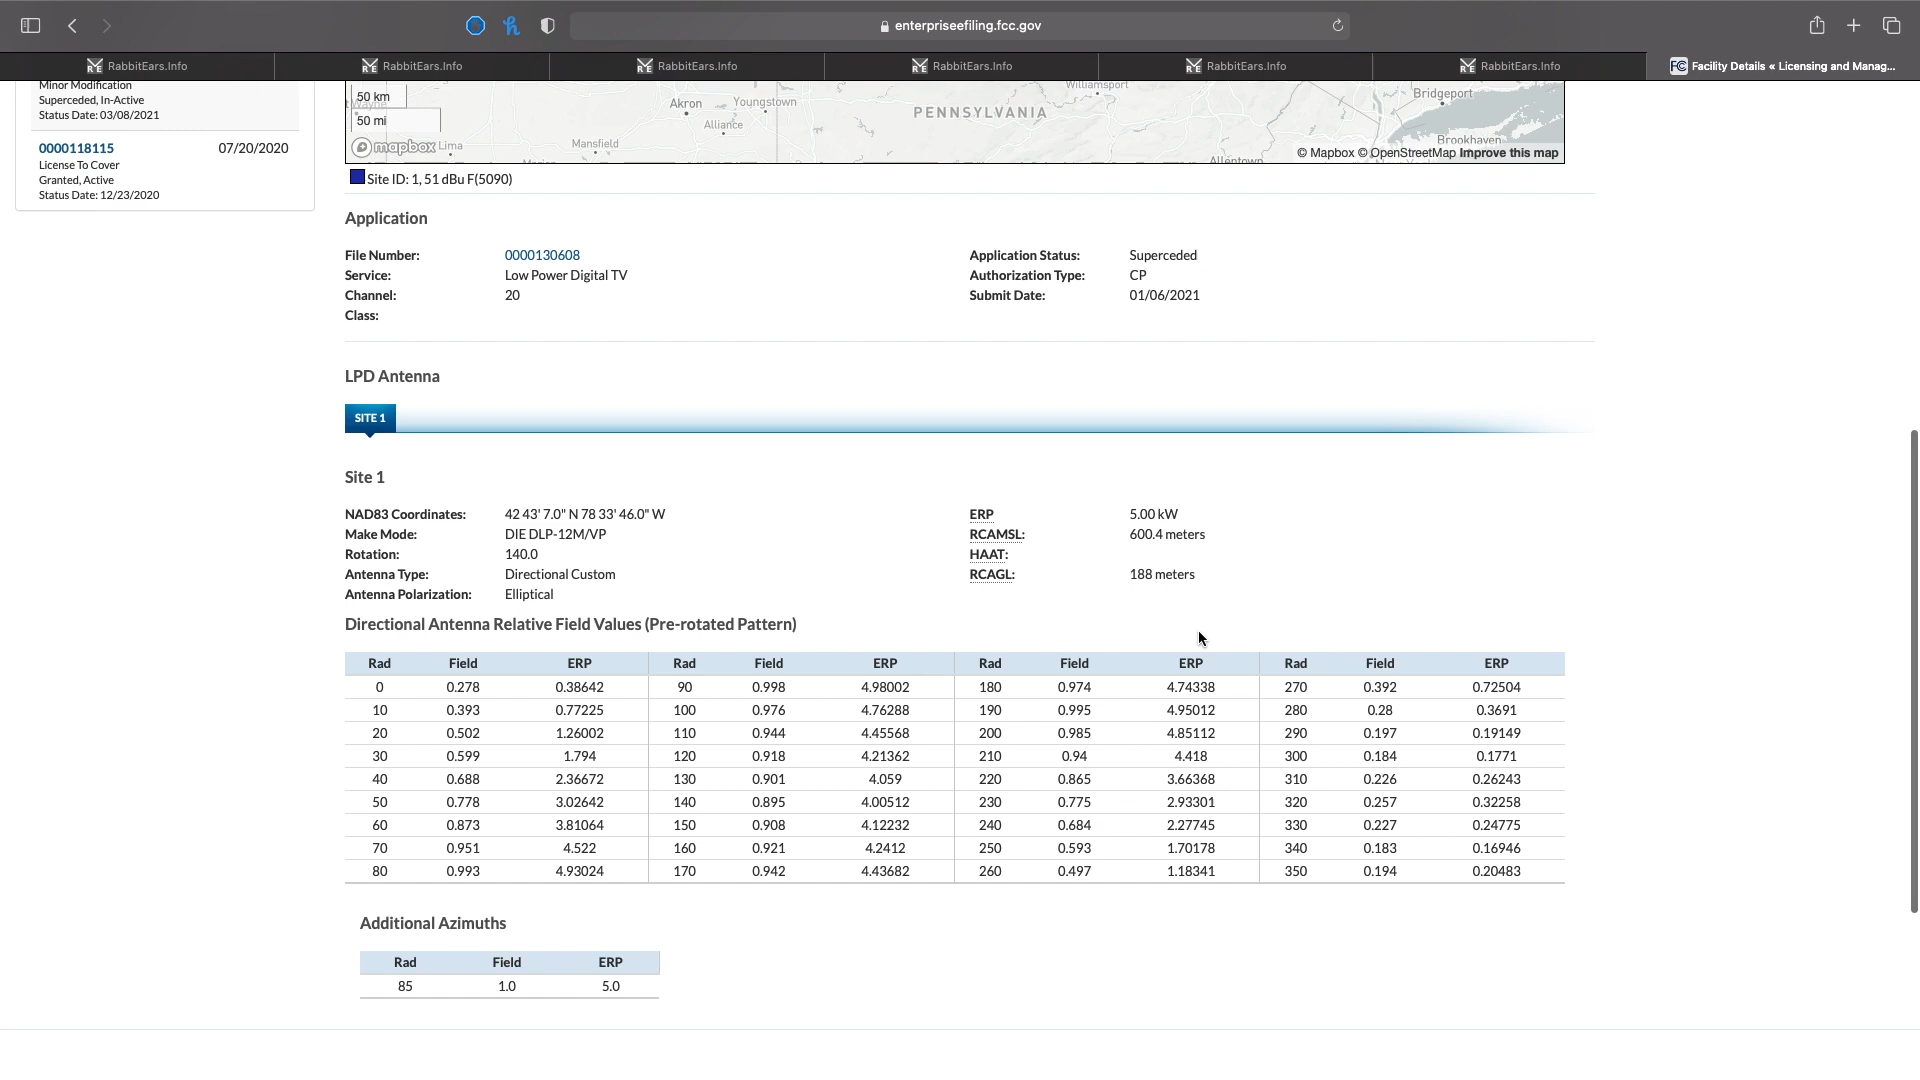 enterpriseefiling.fcc.gov
RabbitEars.Info
RabbitEars.Info
RabbitEars.Info
RabbitEars.Info
RabbitEars.Info
RabbitEars.Info
FC Facility Details « Licensing and Manag...
Minor Modification
Superceded, In-Active
Status Date: 03/08/2021
0000118115 07/20/2020
License To Cover
Granted, Active
Status Date: 12/23/2020
50 km
50 mi
Wayne
Akron
Youngstown
Alliance
Mansfield
Lima
PENNSYLVANIA
Williamsport
Allentown
Bridgeport
Brookhaven
mapbox
© Mapbox © OpenStreetMap Improve this map
Site ID: 1, 51 dBu F(5090)
Application
File Number: 0000130608 Application Status: Superceded
Service: Low Power Digital TV Authorization Type: CP
Channel: 20 Submit Date: 01/06/2021
Class:
LPD Antenna
SITE 1
Site 1
NAD83 Coordinates: 42 43' 7.0" N 78 33' 46.0" W ERP 5.00 kW
Make Mode: DIE DLP-12M/VP RCAMSL: 600.4 meters
Rotation: 140.0 HAAT:
Antenna Type: Directional Custom RCAGL: 188 meters
Antenna Polarization: Elliptical
Directional Antenna Relative Field Values (Pre-rotated Pattern)
Rad Field ERP Rad Field ERP Rad Field ERP Rad Field ERP
0 0.278 0.38642 90 0.998 4.98002 180 0.974 4.74338 270 0.392 0.72504
10 0.393 0.77225 100 0.976 4.76288 190 0.995 4.95012 280 0.28 0.3691
20 0.502 1.26002 110 0.944 4.45568 200 0.985 4.85112 290 0.197 0.19149
30 0.599 1.794 120 0.918 4.21362 210 0.94 4.418 300 0.184 0.1771
40 0.688 2.36672 130 0.901 4.059 220 0.865 3.66368 310 0.226 0.26243
50 0.778 3.02642 140 0.895 4.00512 230 0.775 2.93301 320 0.257 0.32258
60 0.873 3.81064 150 0.908 4.12232 240 0.684 2.27745 330 0.227 0.24775
70 0.951 4.522 160 0.921 4.2412 250 0.593 1.70178 340 0.183 0.16946
80 0.993 4.93024 170 0.942 4.43682 260 0.497 1.18341 350 0.194 0.20483
Additional Azimuths
Rad Field ERP
85 1.0 5.0